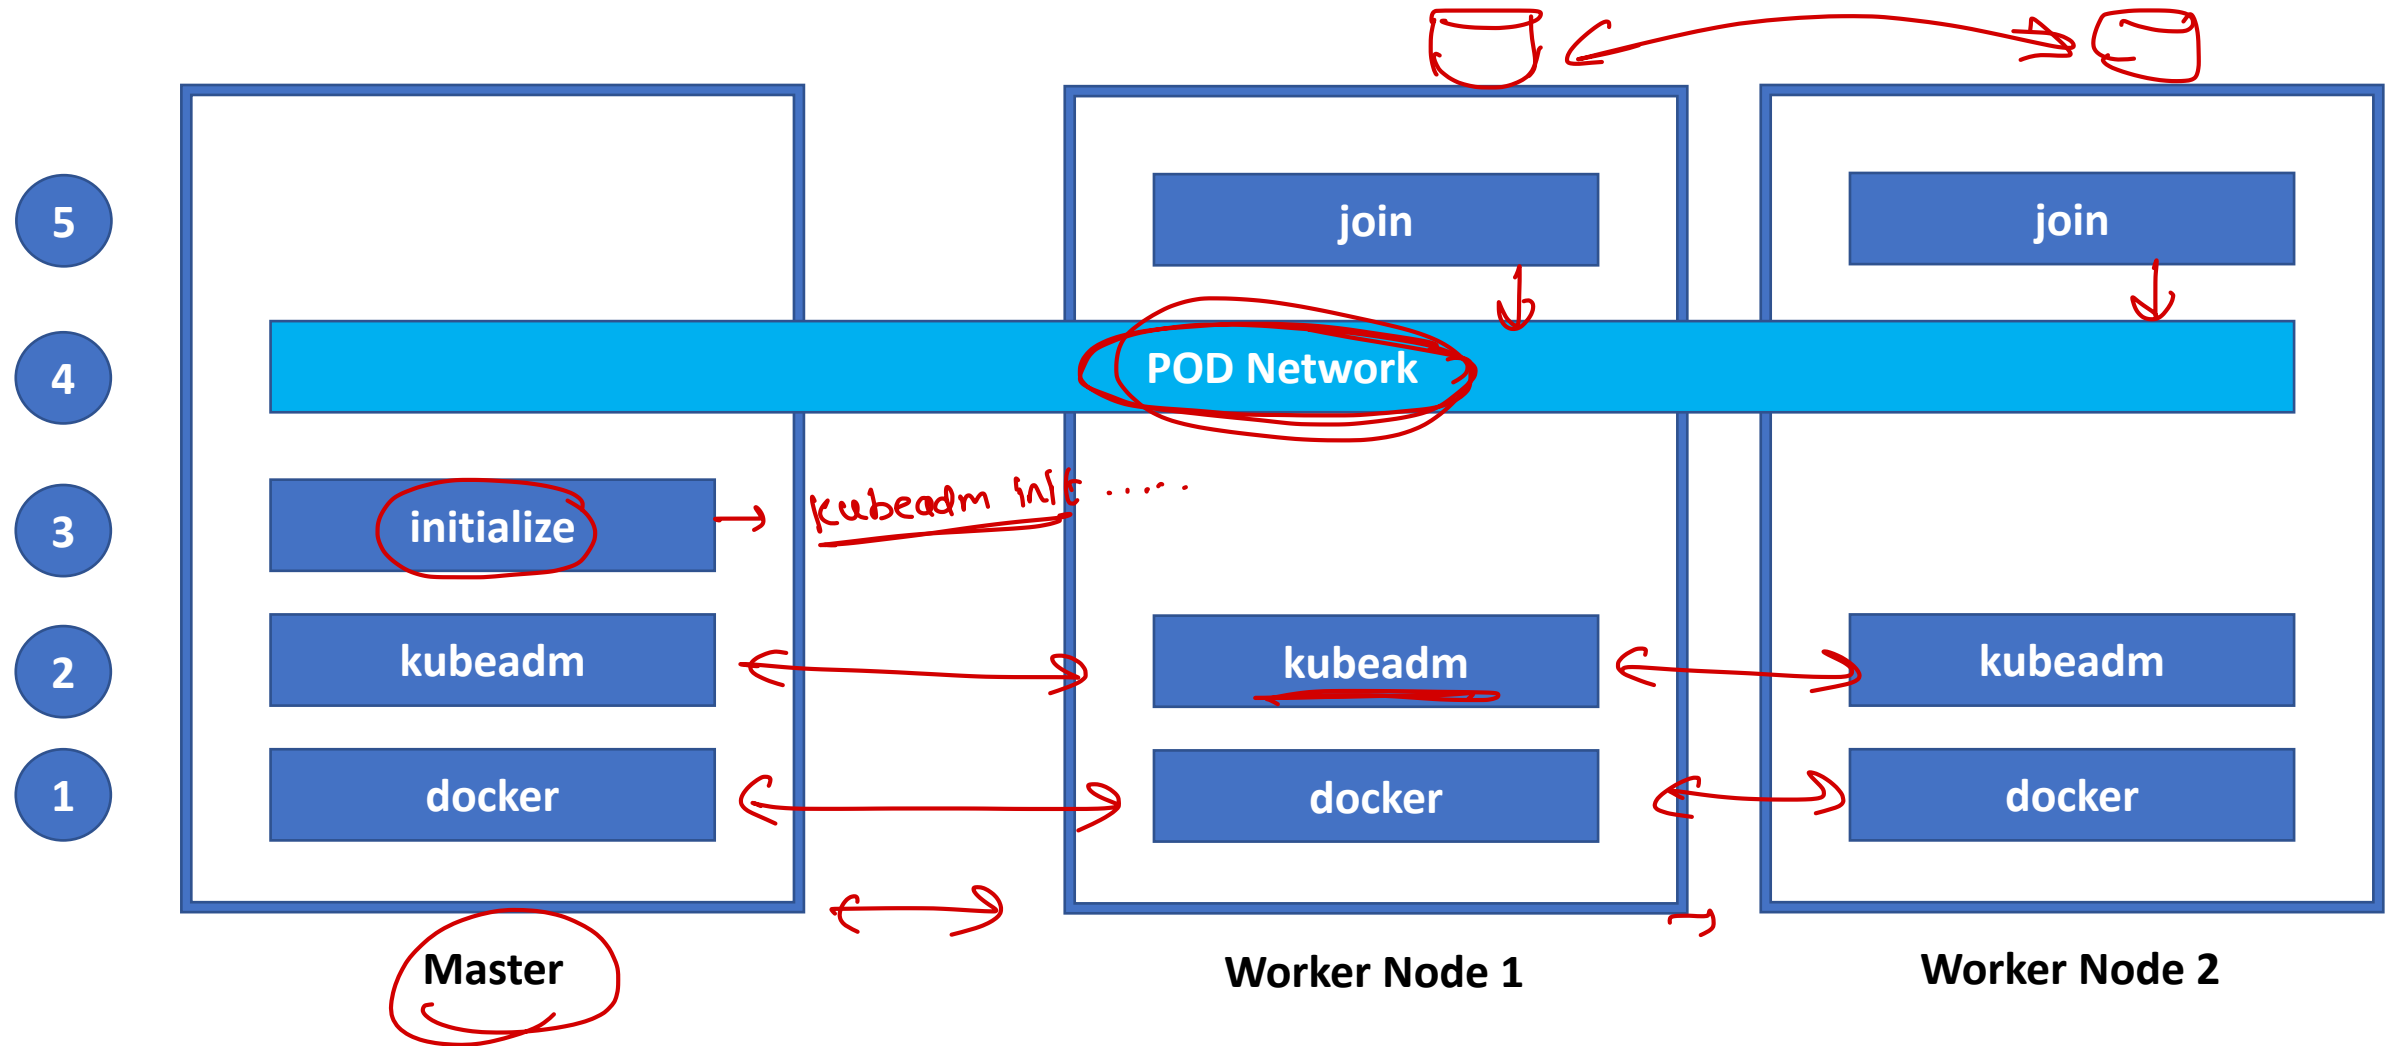 5 join join
4 POD Network
kubeadm init .....
3 initialize
2 kubeadm kubeadm kubeadm
1 docker docker docker
Master Worker Node 1 Worker Node 2